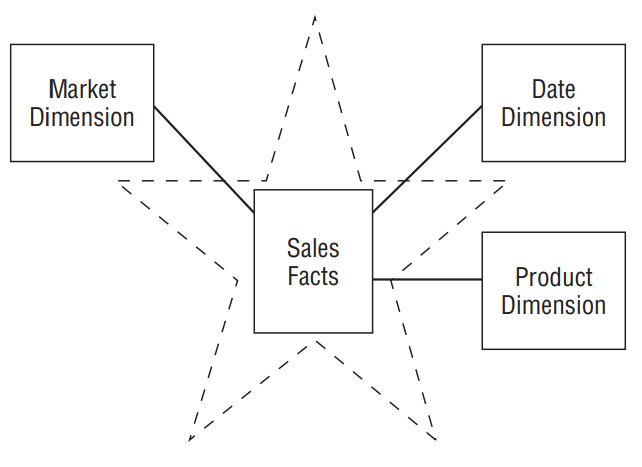 Market
Dimension
Date
Dimension
Sales
Facts
Product
Dimension